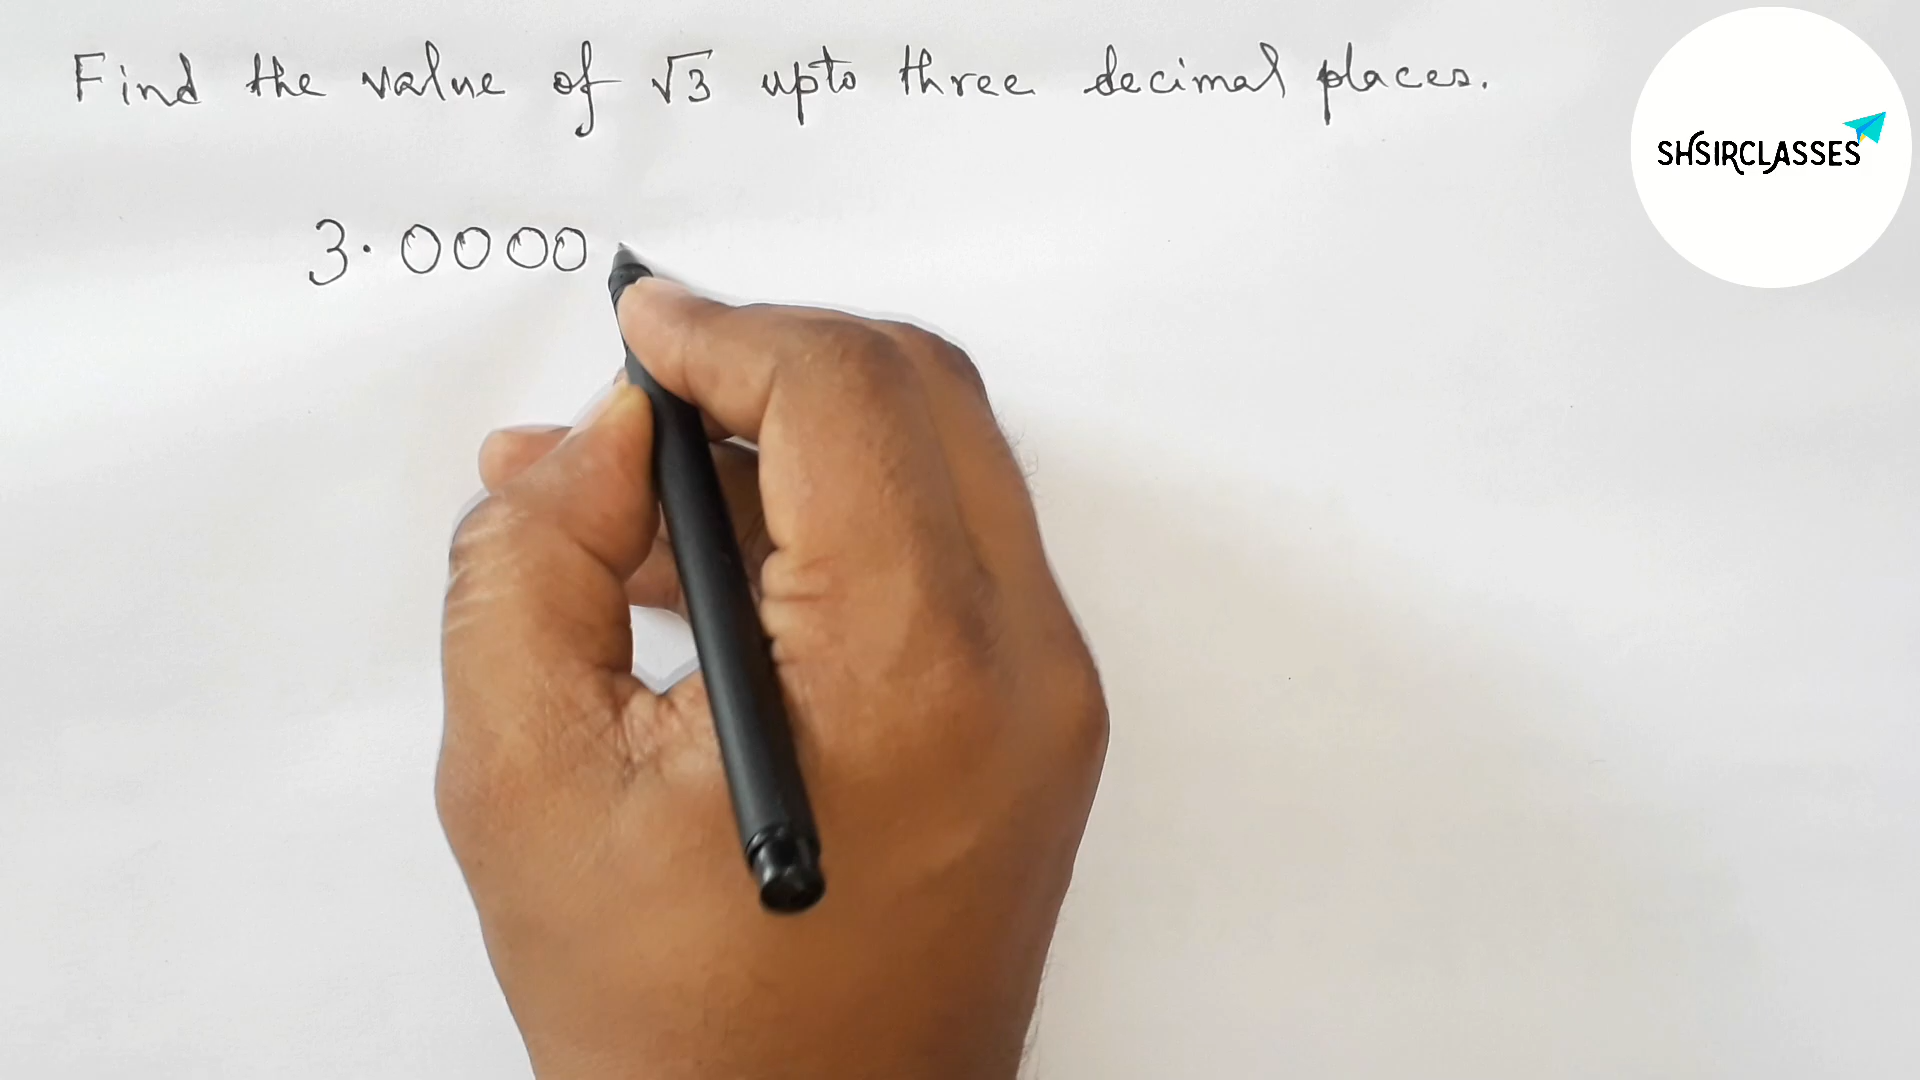 Find the value of √3 upto three decimal places.
SHSIRCLASSES
3.0000